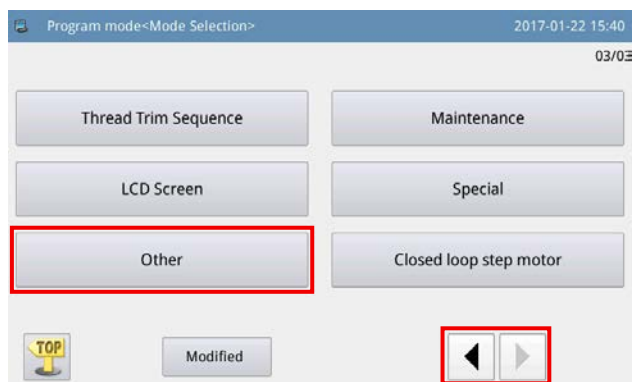 Program mode<Mode Selection> 2017-01-22 15:40
03/03
Thread Trim Sequence Maintenance
LCD Screen Special
Other Closed loop step motor
TOP Modified